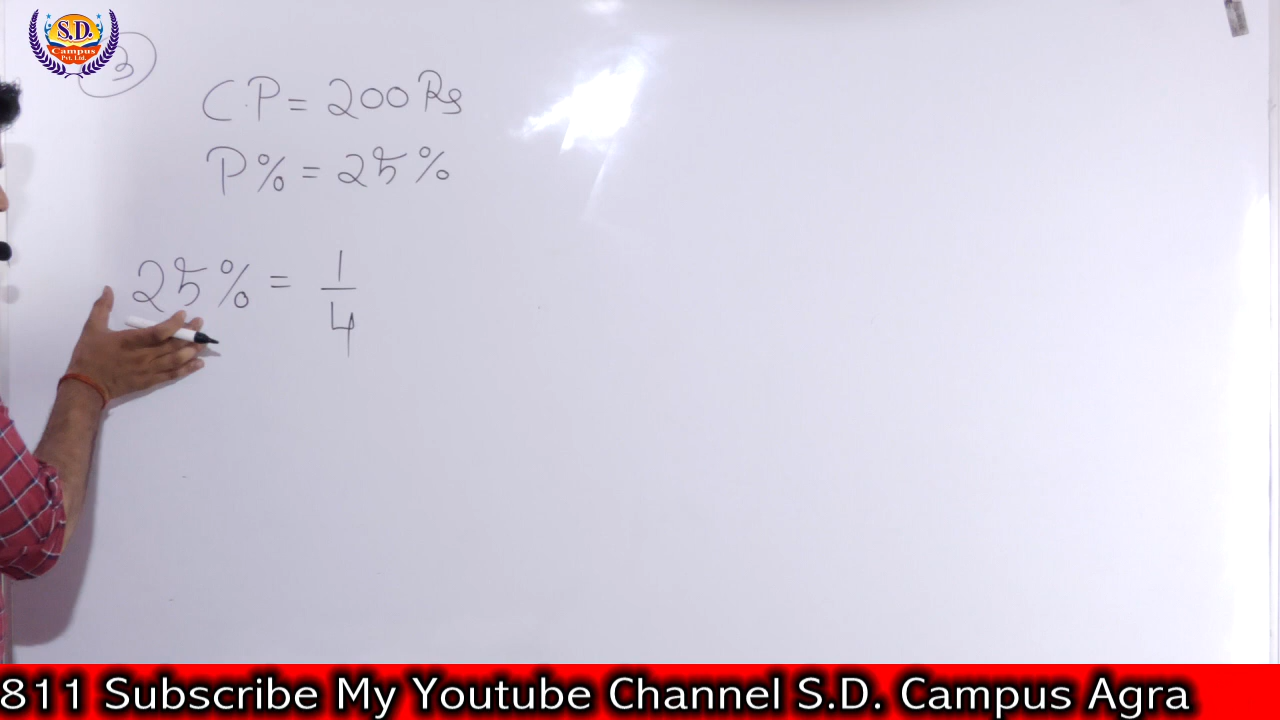 S.D.
Campus
Pvt. Ltd.
3
C.P = 200 Rs
P% = 25%
25% = 1/4
811 Subscribe My Youtube Channel S.D. Campus Agra